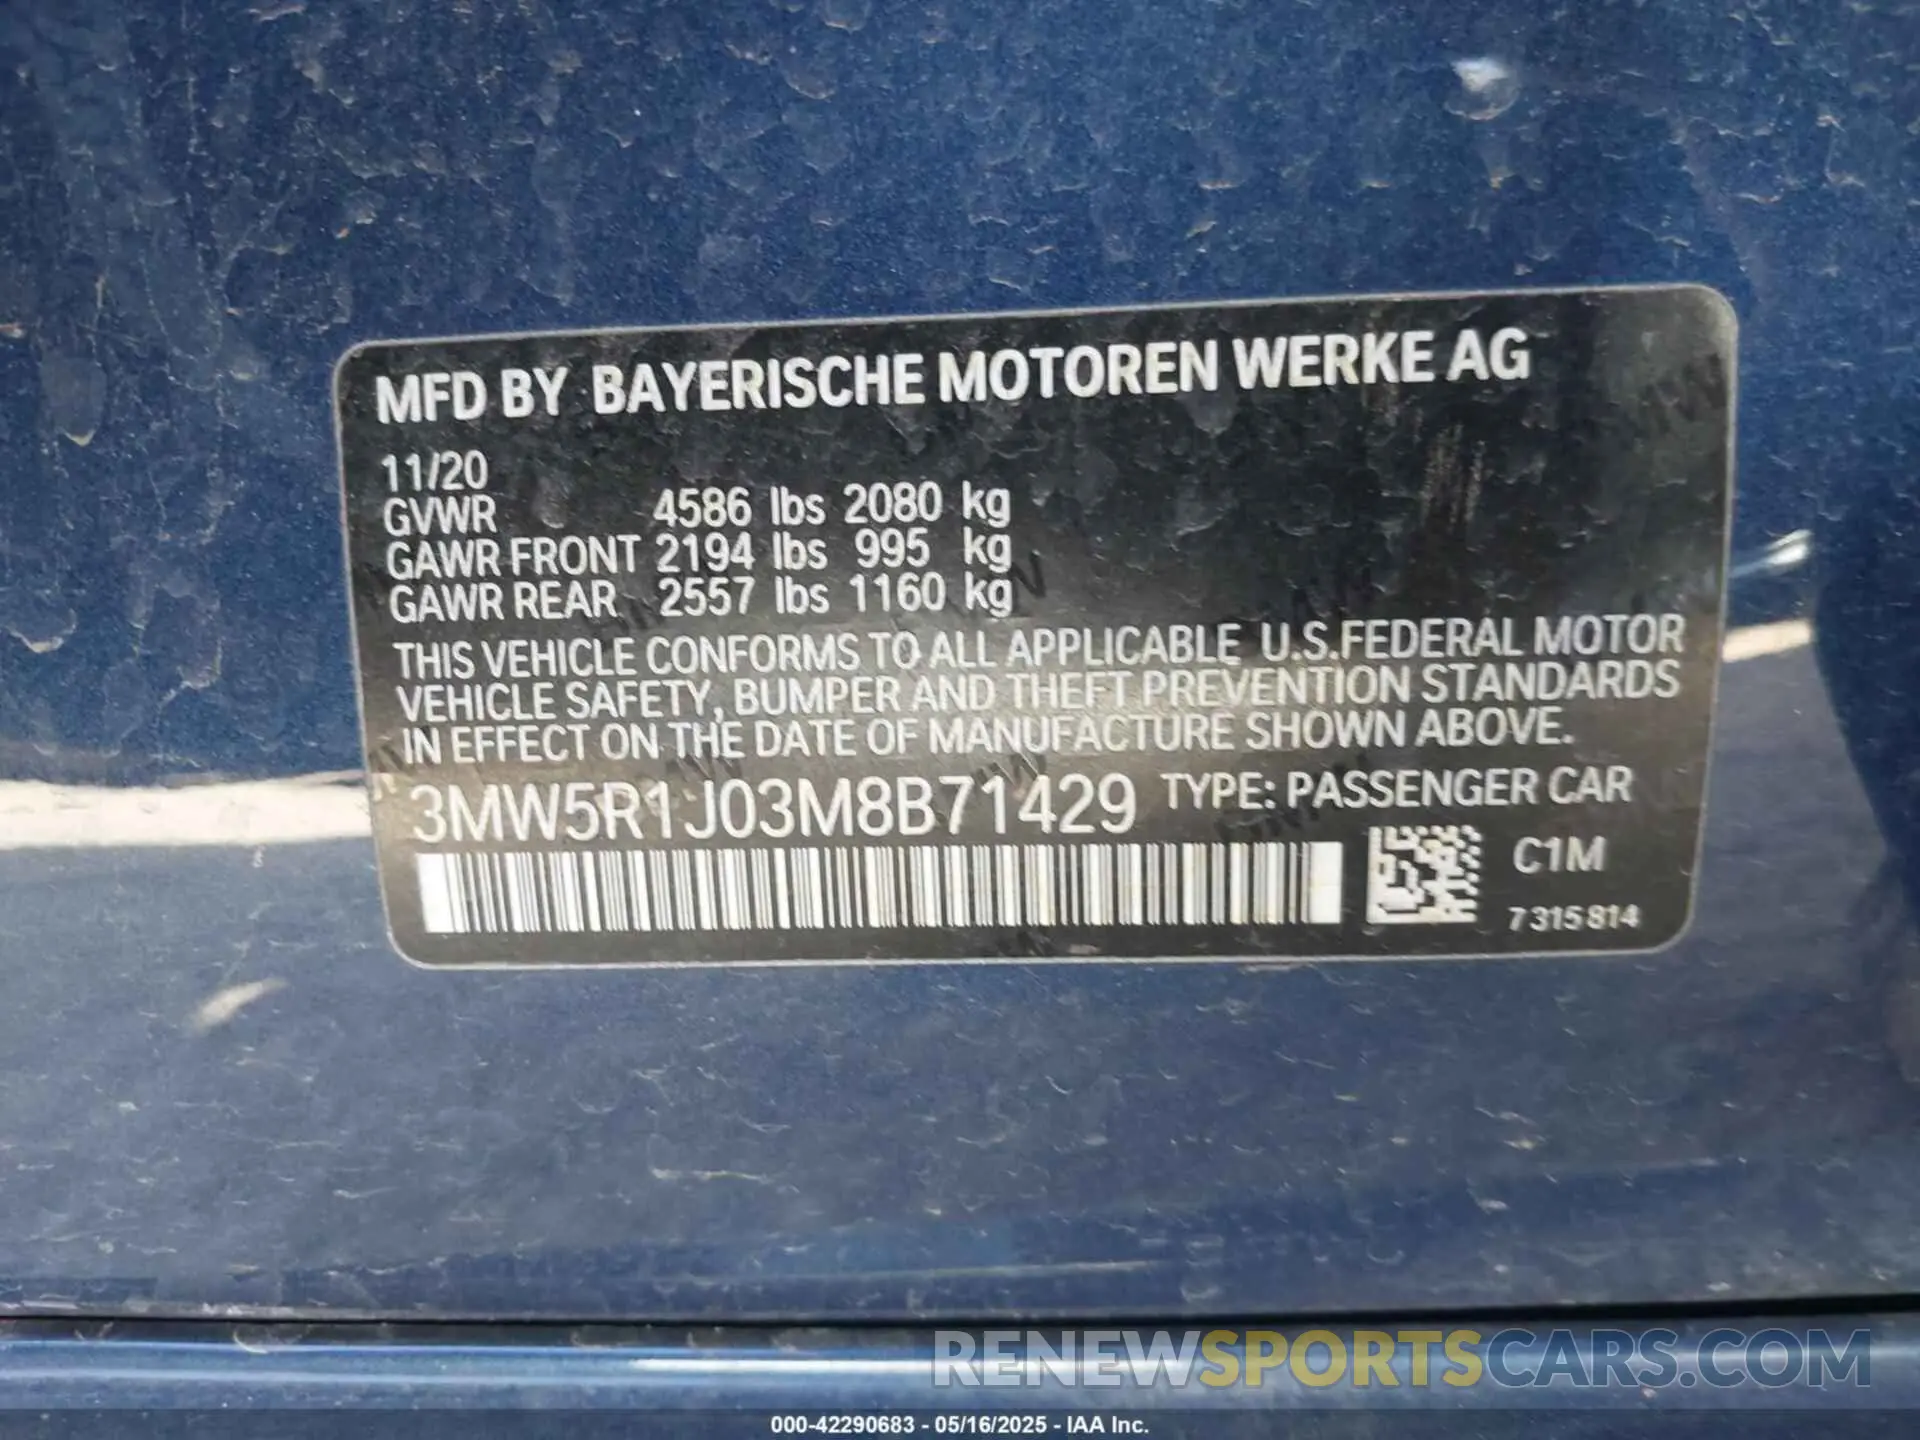 MFD BY BAYERISCHE MOTOREN WERKE AG
11/20
GVWR 4586 lbs 2080 kg
GAWR FRONT 2194 lbs 995 kg
GAWR REAR 2557 lbs 1160 kg
THIS VEHICLE CONFORMS TO ALL APPLICABLE U.S.FEDERAL MOTOR
VEHICLE SAFETY, BUMPER AND THEFT PREVENTION STANDARDS
IN EFFECT ON THE DATE OF MANUFACTURE SHOWN ABOVE.
3MW5R1J03M8B71429 TYPE: PASSENGER CAR
C1M
7 315 814
RENEWSPORTSCARS.COM
000-42290683 - 05/16/2025 - IAA Inc.